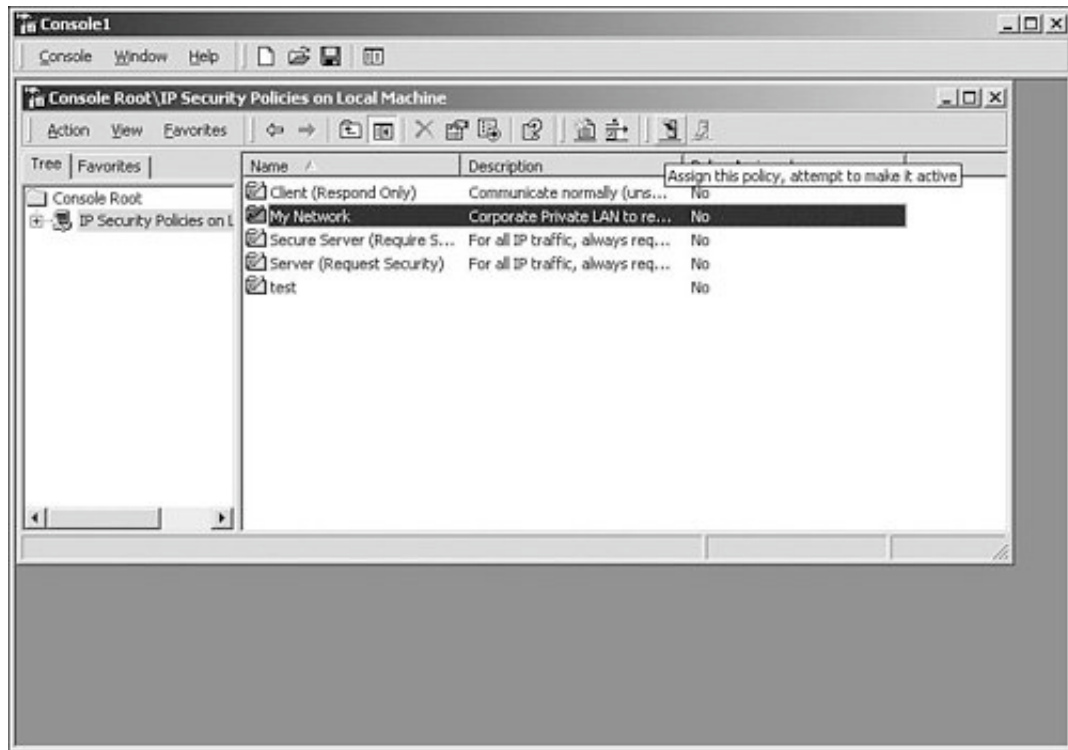 Console1
Console Window Help
Console Root\IP Security Policies on Local Machine
Action View Favorites
Tree Favorites
Name Description
Assign this policy, attempt to make it active
Console Root
IP Security Policies on L
Client (Respond Only) Communicate normally (uns... No
My Network Corporate Private LAN to re... No
Secure Server (Require S... For all IP traffic, always req... No
Server (Request Security) For all IP traffic, always req... No
test No